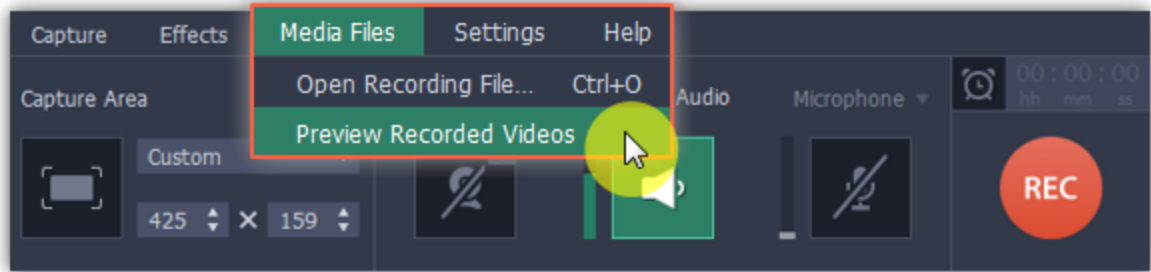 Capture Effects Media Files Settings Help
Open Recording File... Ctrl+O
Capture Area Audio Microphone 00 : 00 : 00
hh mm ss
Preview Recorded Videos
Custom
425 × 159
REC